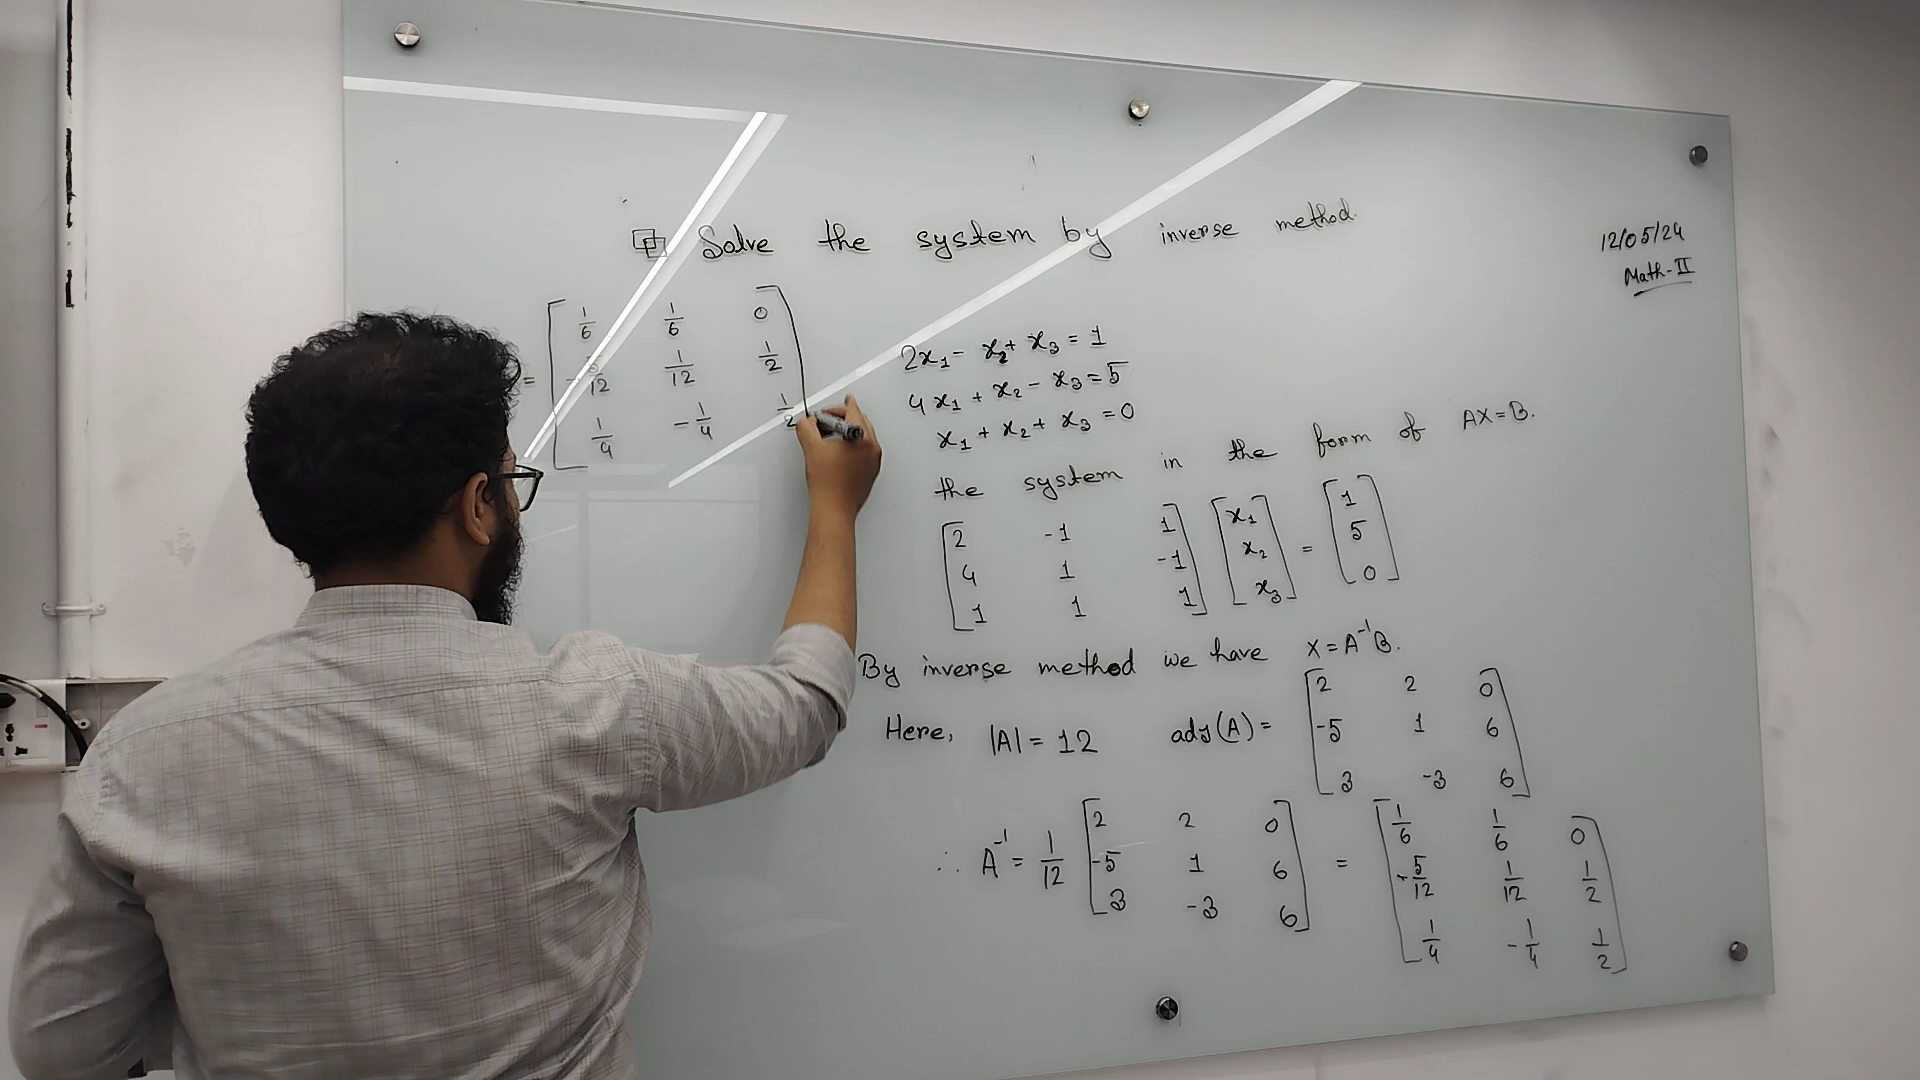 Solve the system by inverse method.
12/05/24
Math-II
= [ 1/6 1/6 0
-5/12 1/12 1/2
1/4 -1/4 1/2
2x₁ - x₂ + x₃ = 1
4x₁ + x₂ - x₃ = 5
x₁ + x₂ + x₃ = 0
the system in the form of AX=B.
[ 2 -1 1 ] [ x₁ ] = [ 1 ]
[ 4 1 -1 ] [ x₂ ] [ 5 ]
[ 1 1 1 ] [ x₃ ] [ 0 ]
By inverse method we have X = A⁻¹B.
Here, |A| = 12 adj(A) = [ 2 2 0 ]
[ -5 1 6 ]
[ 3 -3 6 ]
∴ A⁻¹ = 1/12 [ 2 2 0 ] = [ 1/6 1/6 0 ]
[ -5 1 6 ] [ -5/12 1/12 1/2 ]
[ 3 -3 6 ] [ 1/4 -1/4 1/2 ]